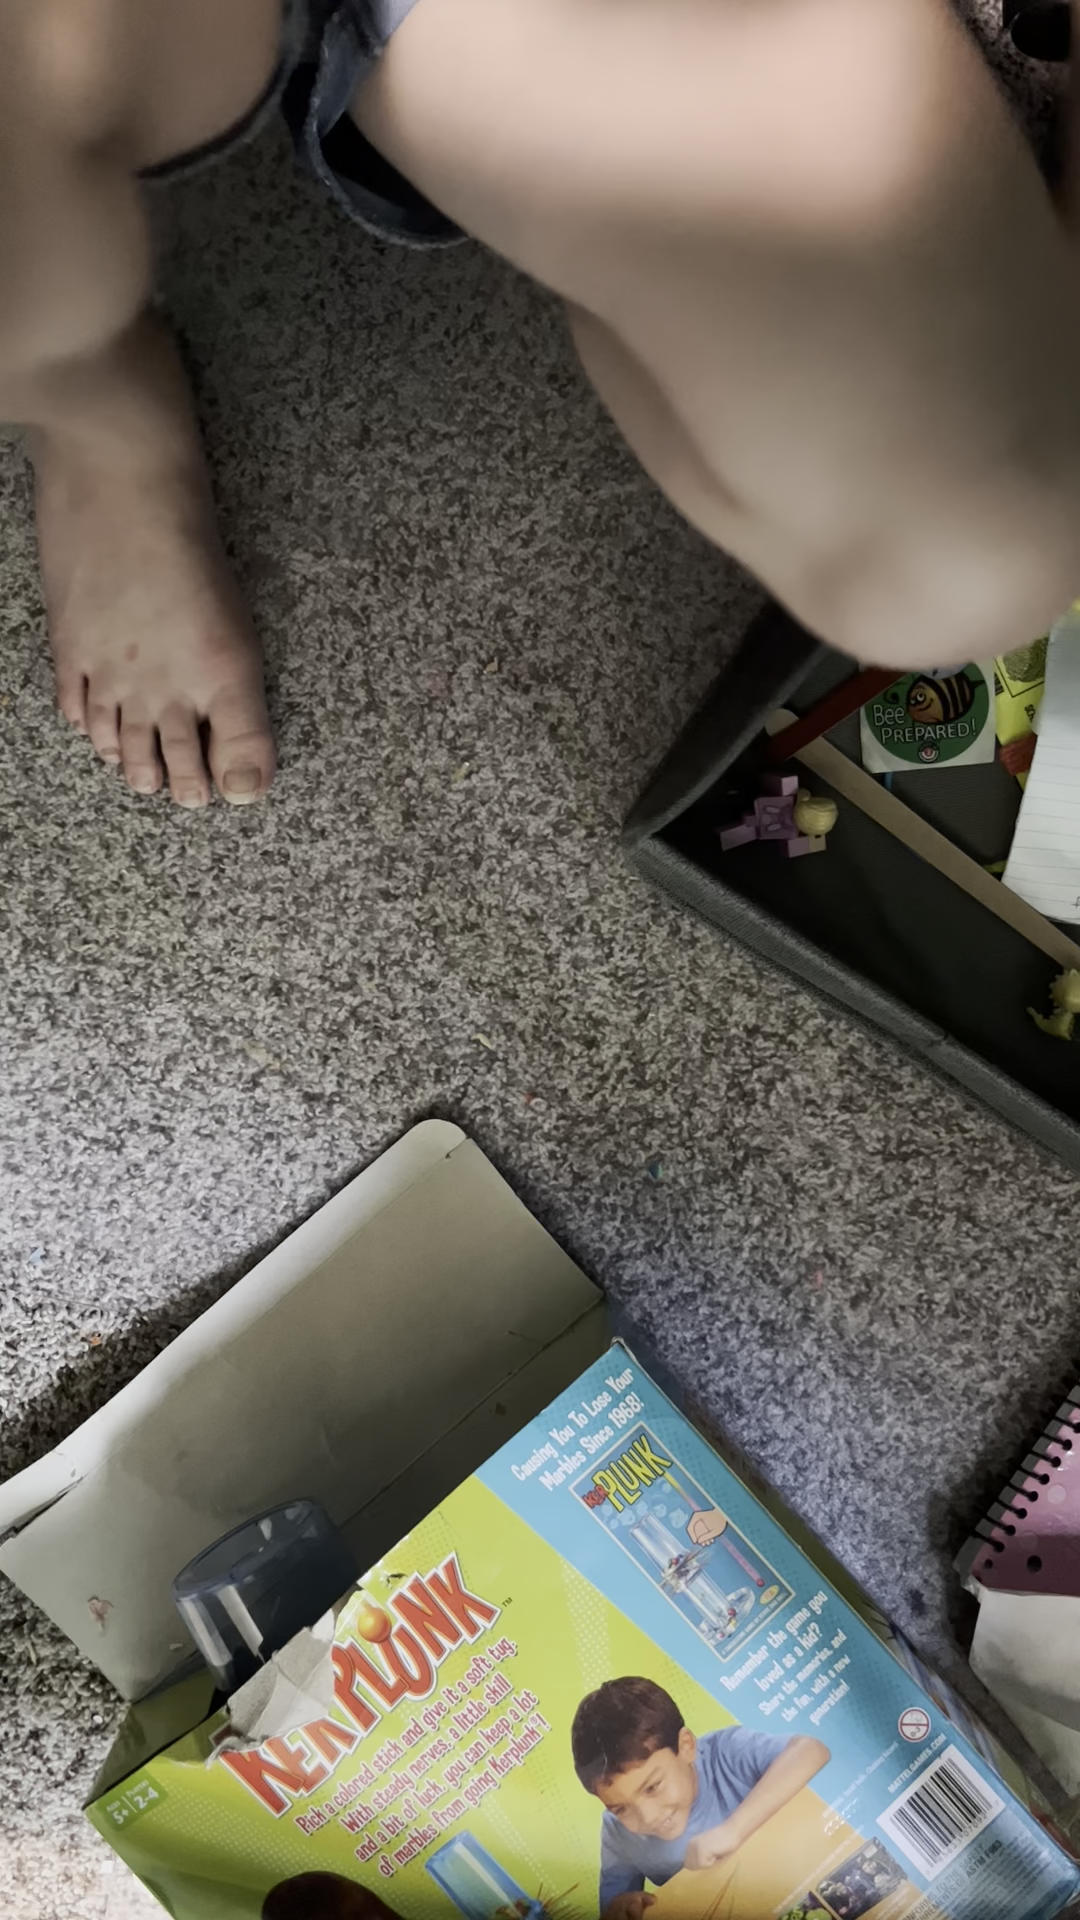 Bee
PREPARED!
Causing You To Lose Your
Marbles Since 1968!
KERPLUNK
Remember the game you
loved as a kid?
Share the memories, and
the fun, with a new
generation!
KERPLUNK™
Pick a colored stick and give it a soft tug.
With steady nerves, a little skill
and a bit of luck, you can keep a lot
of marbles from going Kerplunk™!
5+ 2-4
MATTELGAMES.COM